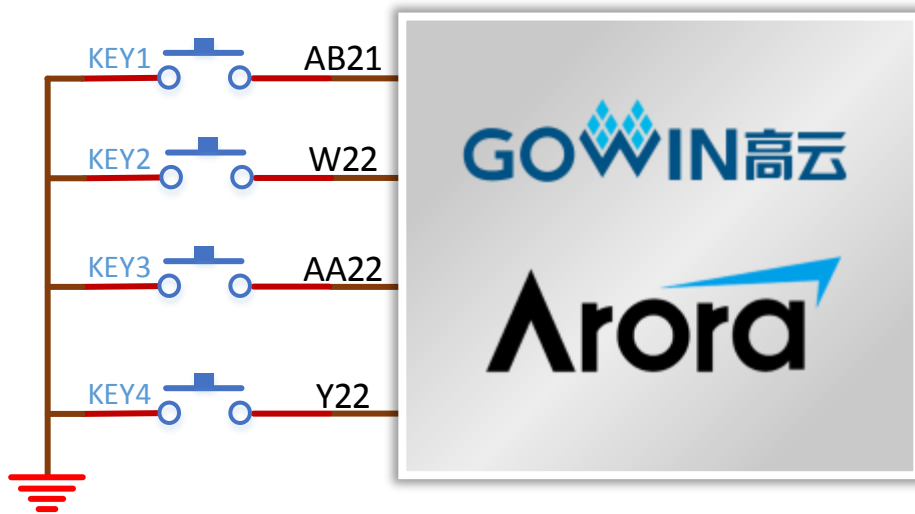 KEY1 AB21
KEY2 W22
KEY3 AA22
KEY4 Y22
GOWIN高云
Arora